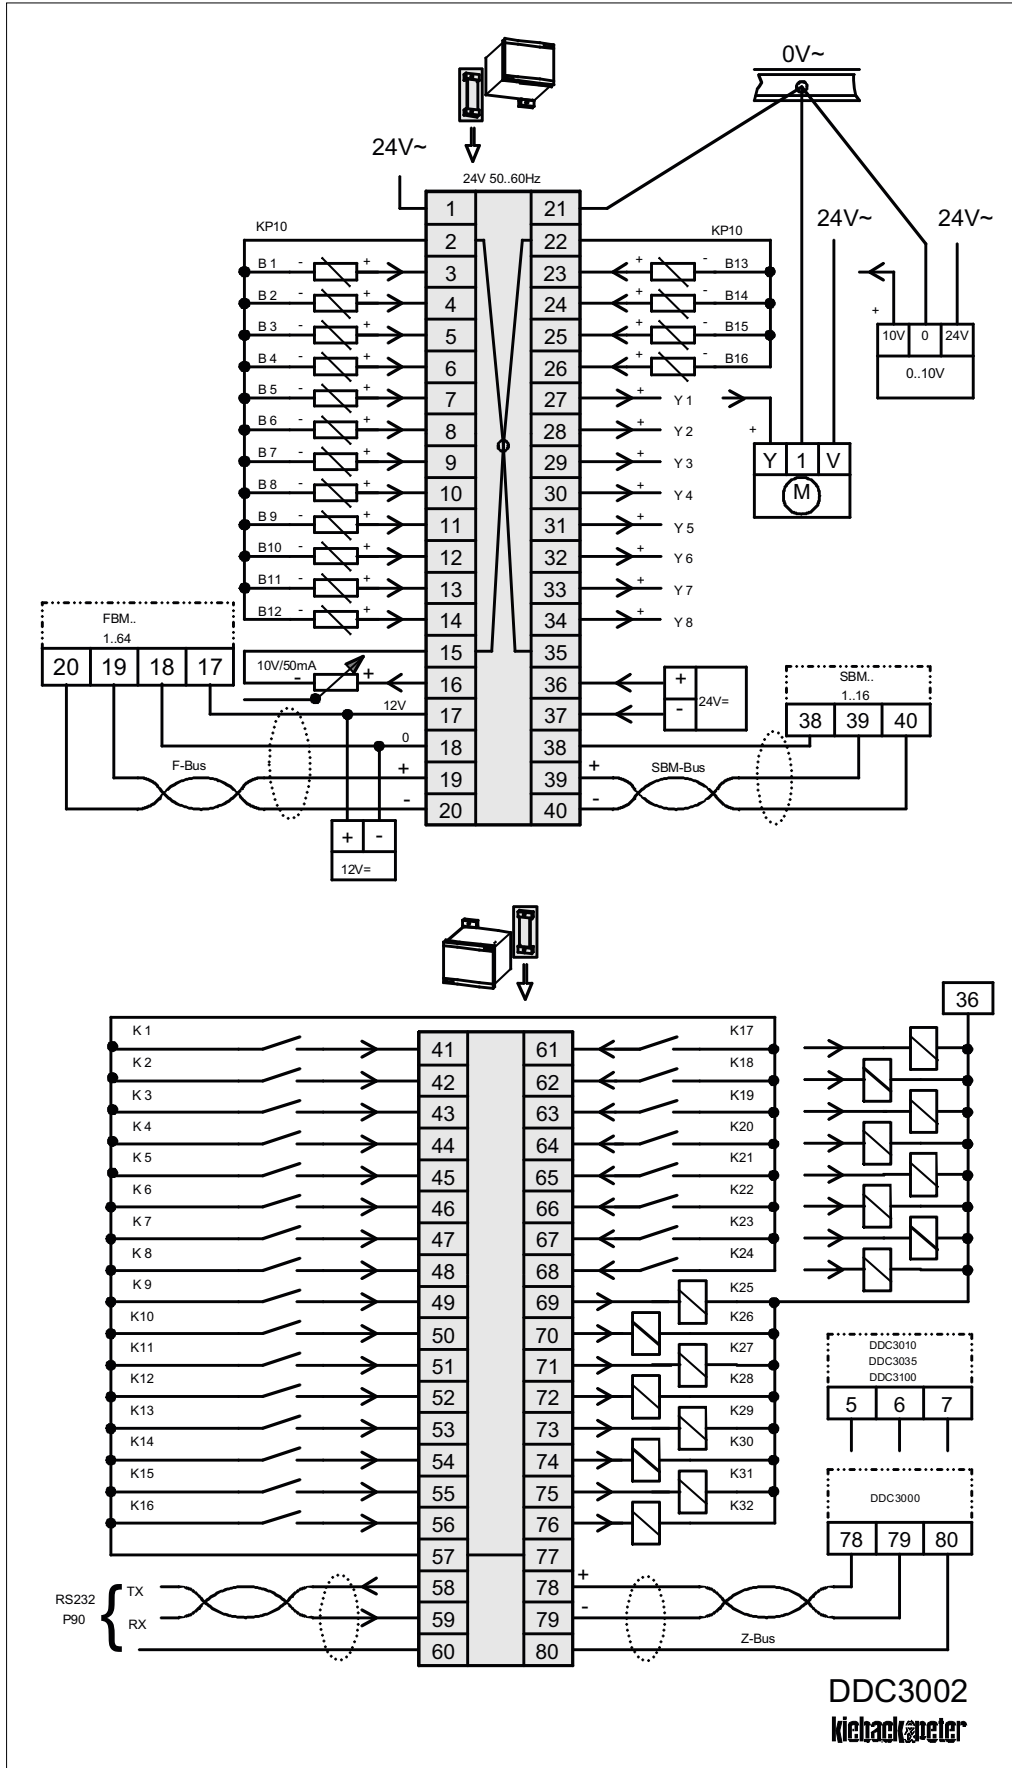 0V~
24V~
24V 50..60Hz
24V~ 24V~
1 21
KP10 2 22 KP10
B 1 - + 3 23 + - B13
B 2 - + 4 24 + - B14
B 3 - + 5 25 + - B15
B 4 - + 6 26 + - B16
B 5 - + 7 27 + Y 1
B 6 - + 8 28 + Y 2
B 7 - + 9 29 + Y 3
B 8 - + 10 30 + Y 4
B 9 - + 11 31 + Y 5
B10 - + 12 32 + Y 6
B11 - + 13 33 + Y 7
B12 - + 14 34 + Y 8
+
10V 0 24V
0..10V
+
Y 1 V
M
FBM..
1..64
20 19 18 17
15 35
10V/50mA
- + 16 36 +
12V 17 37 -
24V=
0 18 38
F-Bus
+ 19 39 +
- 20 40 -
SBM-Bus
SBM..
1..16
38 39 40
+ -
12V=
36
K 1 41 61 K17
K 2 42 62 K18
K 3 43 63 K19
K 4 44 64 K20
K 5 45 65 K21
K 6 46 66 K22
K 7 47 67 K23
K 8 48 68 K24
K 9 49 69 K25
K10 50 70 K26
K11 51 71 K27
K12 52 72 K28
K13 53 73 K29
K14 54 74 K30
K15 55 75 K31
K16 56 76 K32
57 77
DDC3010
DDC3035
DDC3100
5 6 7
DDC3000
78 79 80
RS232
P90
TX 58 78 +
RX 59 79 -
60 80
Z-Bus
DDC3002
kieback&peter